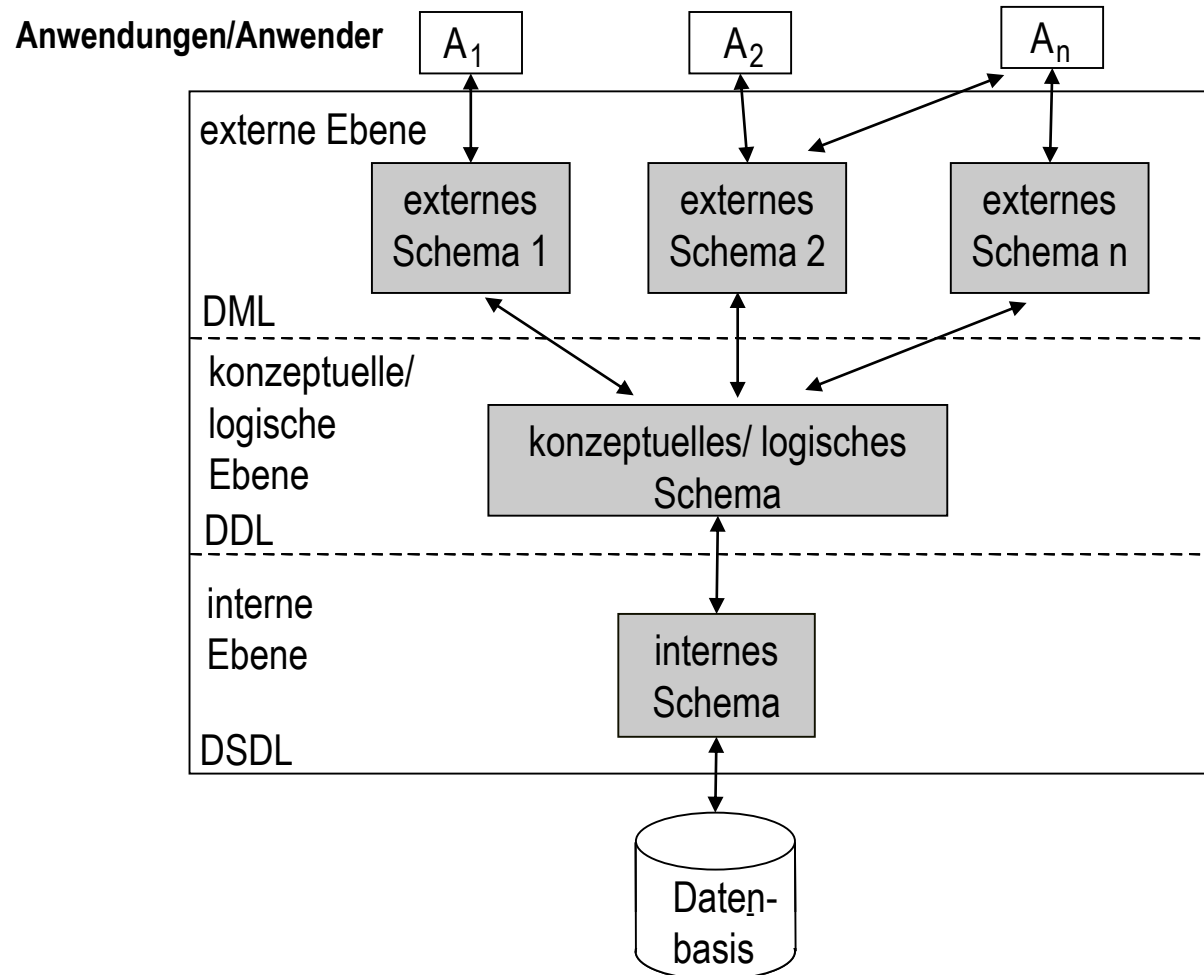 Anwendungen/Anwender
A1
A2
An
externe Ebene
externes
Schema 1
externes
Schema 2
externes
Schema n
DML
konzeptuelle/
logische
Ebene
konzeptuelles/ logisches
Schema
DDL
interne
Ebene
internes
Schema
DSDL
Daten-
basis